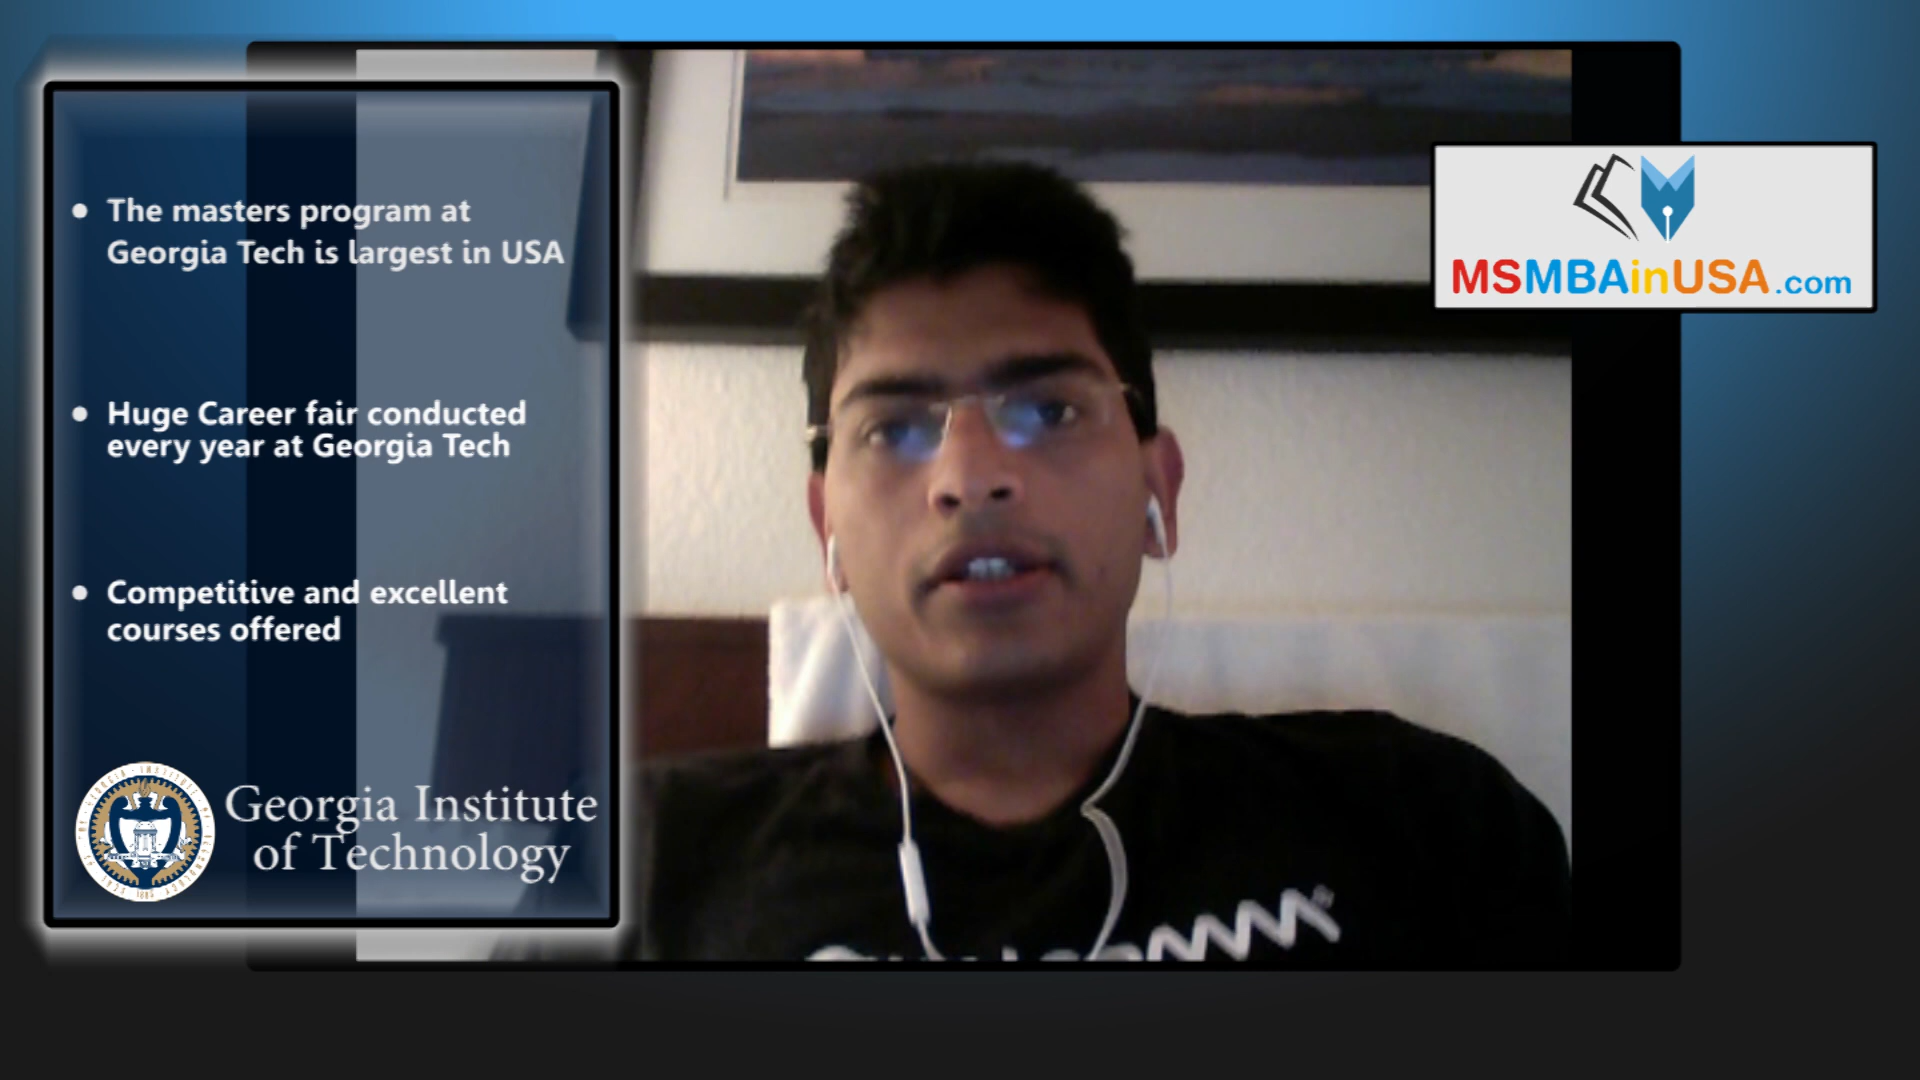 The masters program at
Georgia Tech is largest in USA
Huge Career fair conducted
every year at Georgia Tech
Competitive and excellent
courses offered
Georgia Institute
of Technology
MSMBAinUSA.com